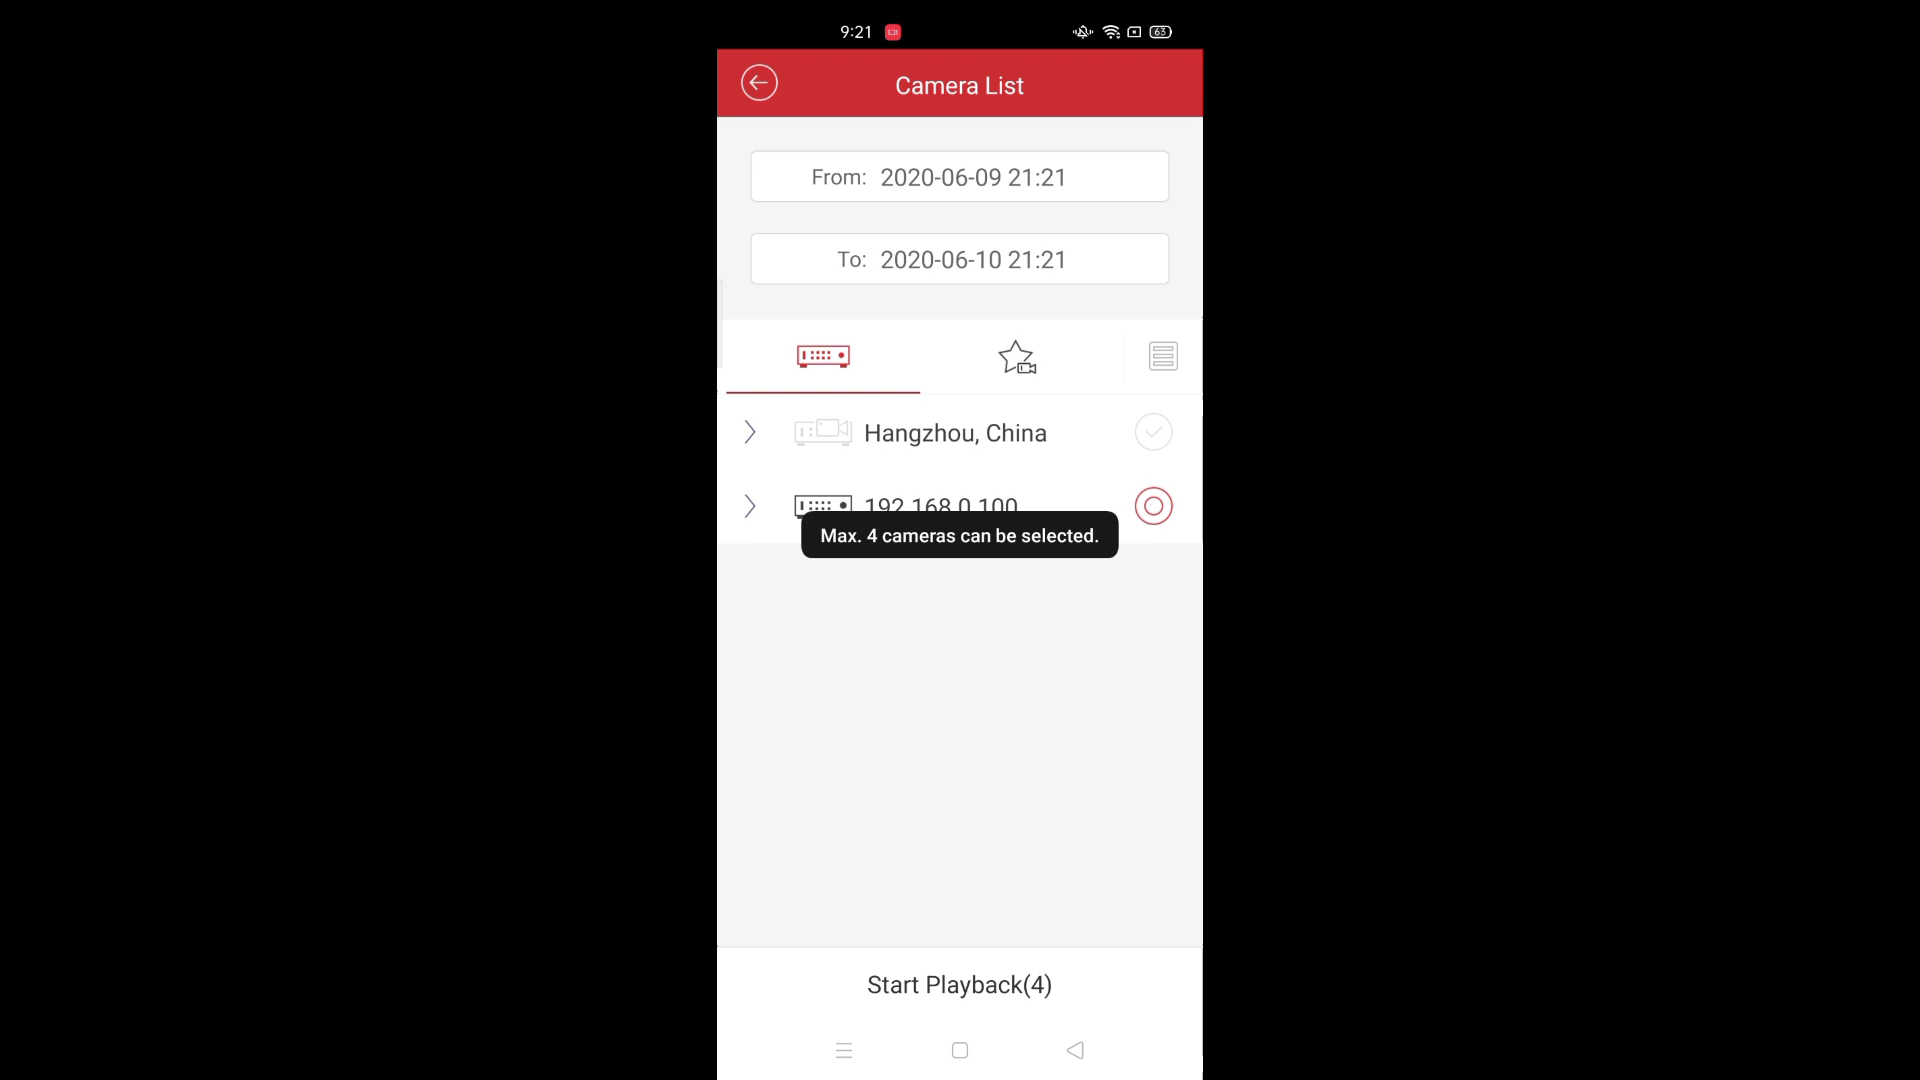 9:21
63
Camera List
From: 2020-06-09 21:21
To: 2020-06-10 21:21
Hangzhou, China
192.168.0.100
Max. 4 cameras can be selected.
Start Playback(4)